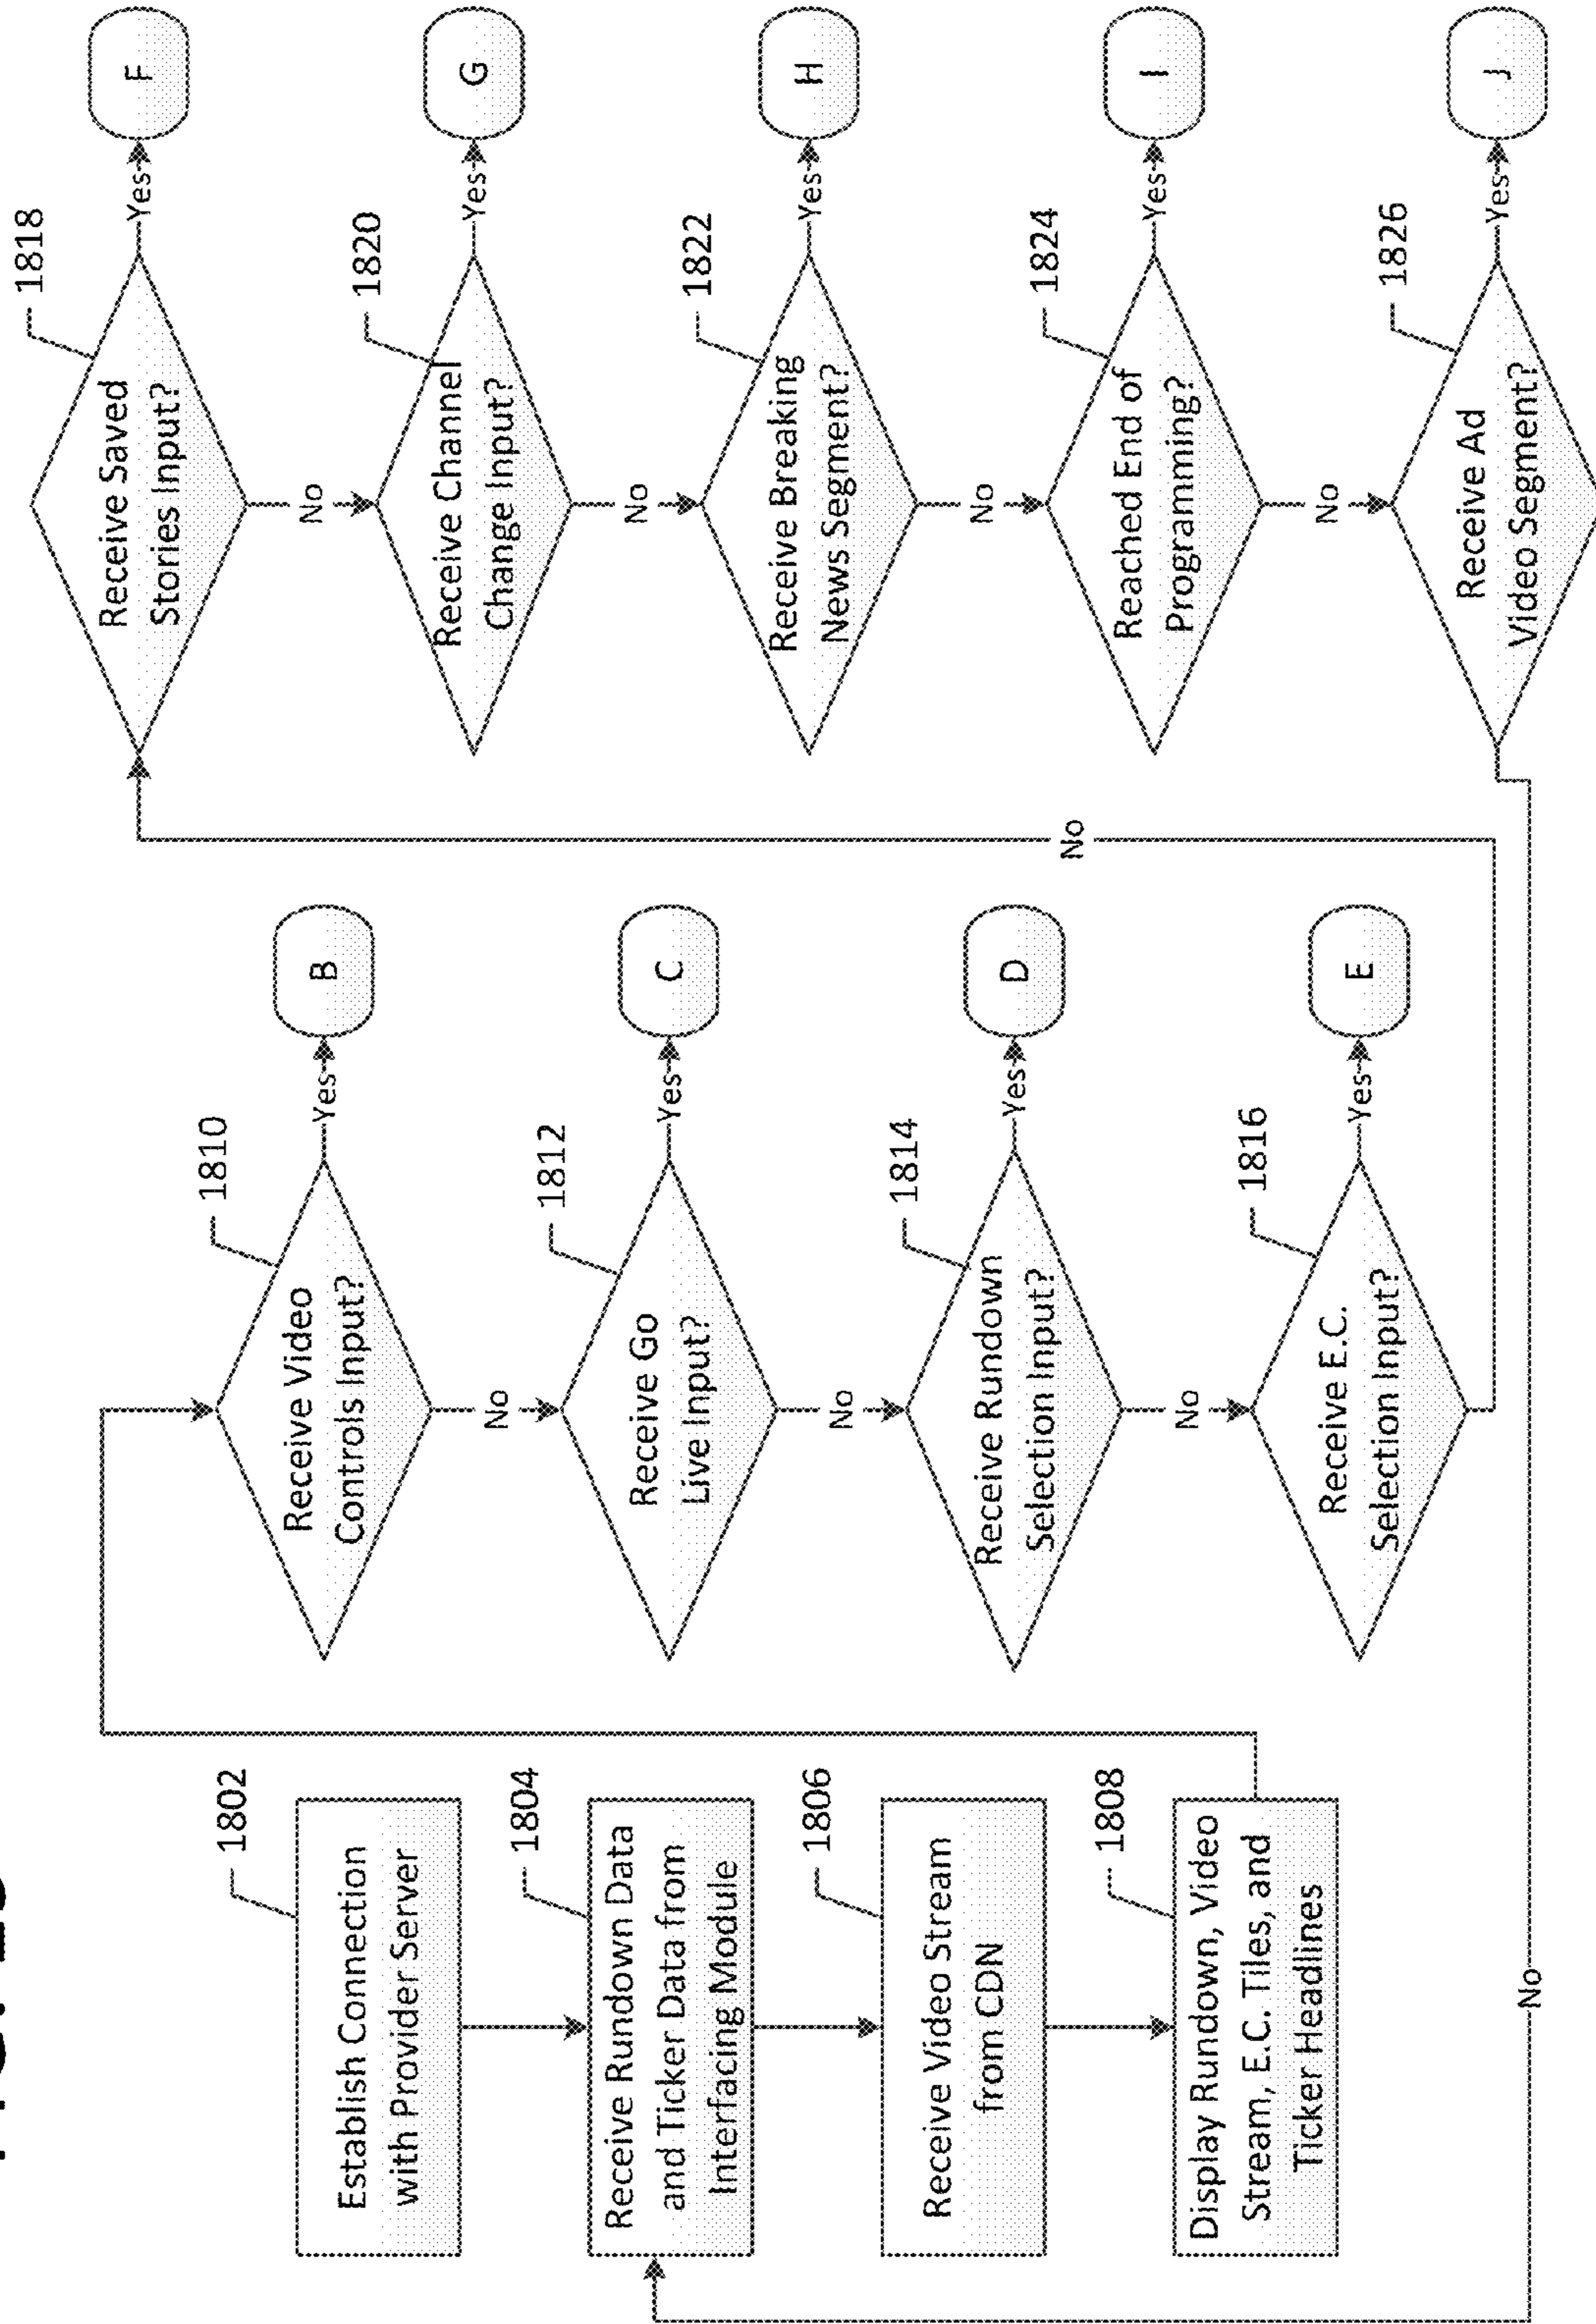 1802
Establish Connection
with Provider Server
1804
Receive Rundown Data
and Ticker Data from
Interfacing Module
1806
Receive Video Stream
from CDN
1808
Display Rundown, Video
Stream, E.C. Tiles, and
Ticker Headlines
1810
Receive Video
Controls Input?
Yes
B
No
1812
Receive Go
Live Input?
Yes
C
No
1814
Receive Rundown
Selection Input?
Yes
D
No
1816
Receive E.C.
Selection Input?
Yes
E
No
1818
Receive Saved
Stories Input?
Yes
F
No
1820
Receive Channel
Change Input?
Yes
G
No
1822
Receive Breaking
News Segment?
Yes
H
No
1824
Reached End of
Programming?
Yes
I
No
1826
Receive Ad
Video Segment?
Yes
J
No